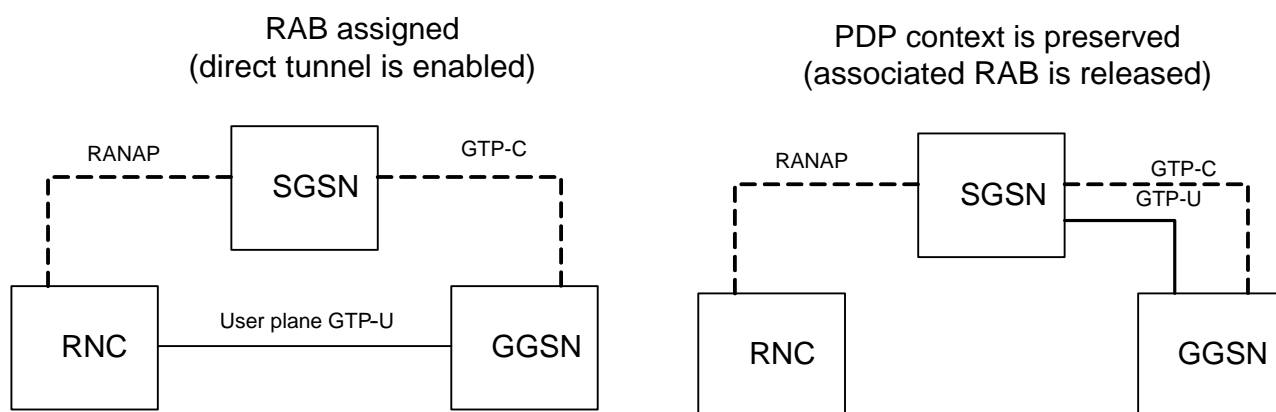 RAB assigned
(direct tunnel is enabled)
RANAP
GTP-C
SGSN
RNC
User plane GTP-U
GGSN
PDP context is preserved
(associated RAB is released)
RANAP
GTP-C
SGSN
GTP-U
RNC
GGSN